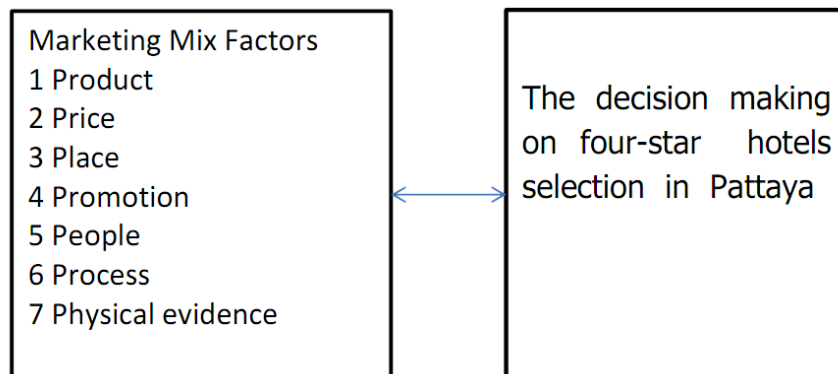 Marketing Mix Factors
1 Product
2 Price
3 Place
4 Promotion
5 People
6 Process
7 Physical evidence
The decision making
on four-star hotels
selection in Pattaya